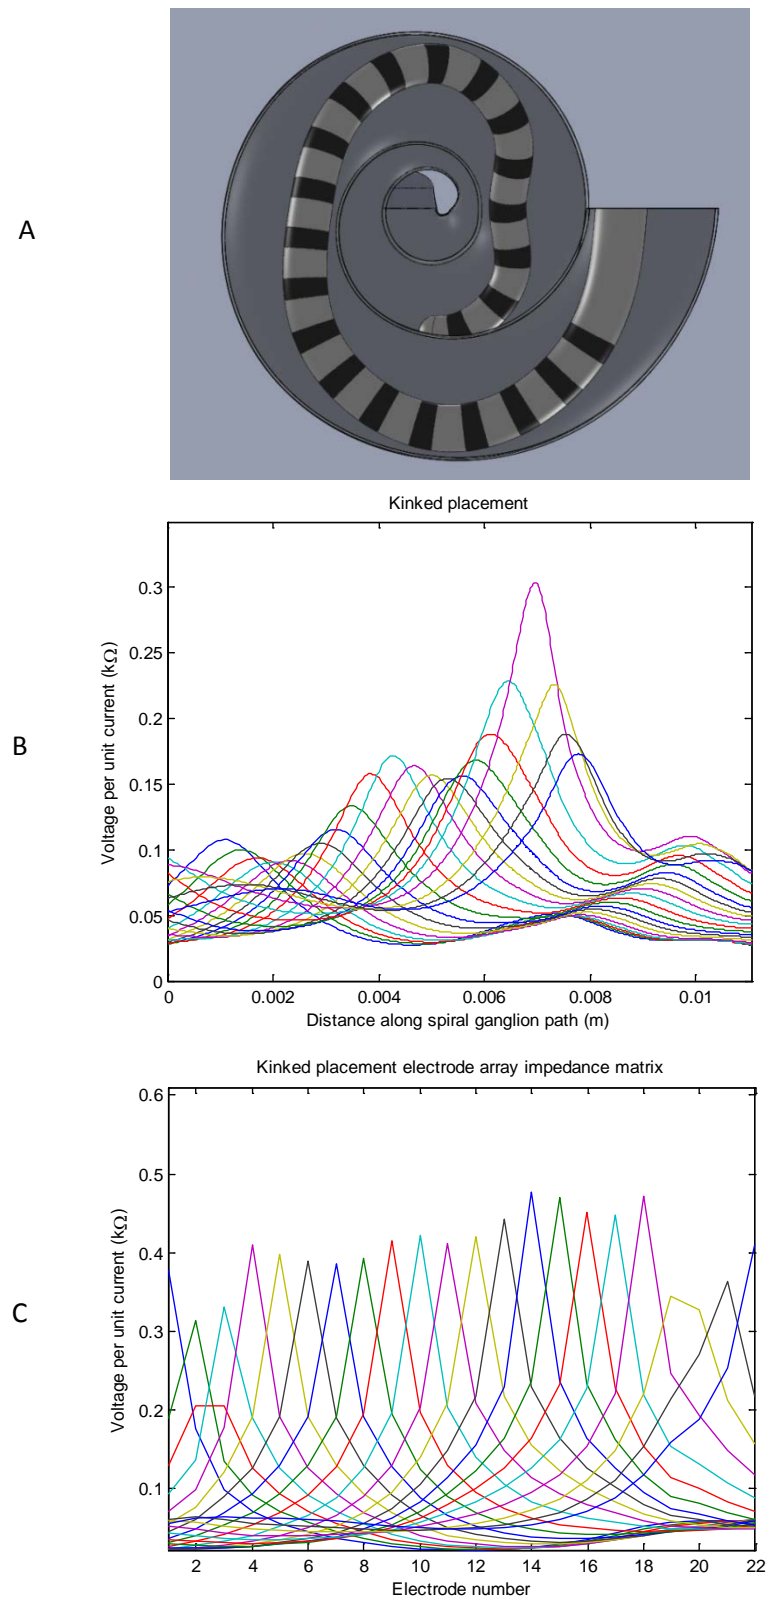 A
Kinked placement
B
Voltage per unit current (kΩ)
0.3
0.25
0.2
0.15
0.1
0.05
0
0 0.002 0.004 0.006 0.008 0.01
Distance along spiral ganglion path (m)
Kinked placement electrode array impedance matrix
C
Voltage per unit current (kΩ)
0.6
0.5
0.4
0.3
0.2
0.1
2 4 6 8 10 12 14 16 18 20 22
Electrode number